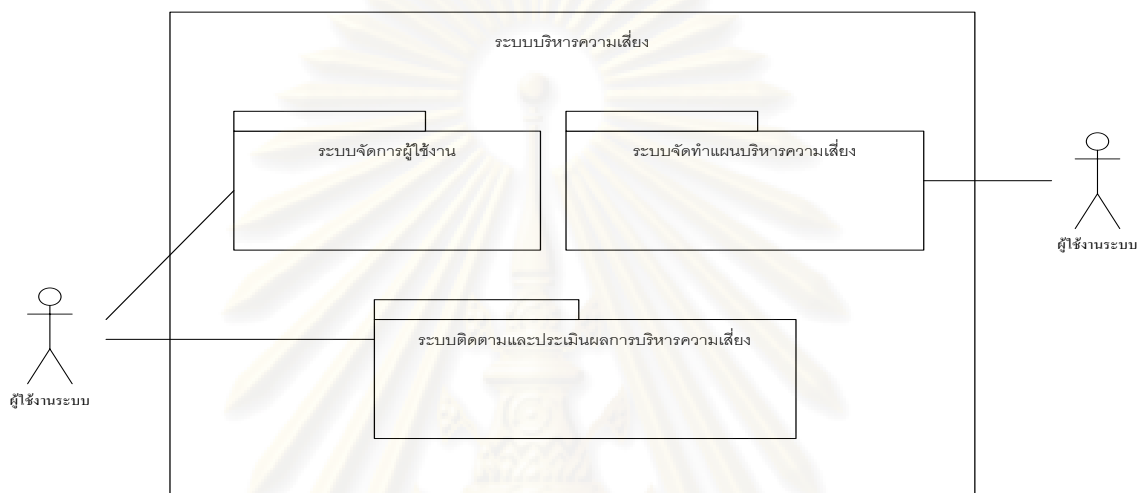 ระบบบริหารความเสี่ยง
ระบบจัดการผู้ใช้งาน
ระบบจัดทำแผนบริหารความเสี่ยง
ผู้ใช้งานระบบ
ระบบติดตามและประเมินผลการบริหารความเสี่ยง
ผู้ใช้งานระบบ